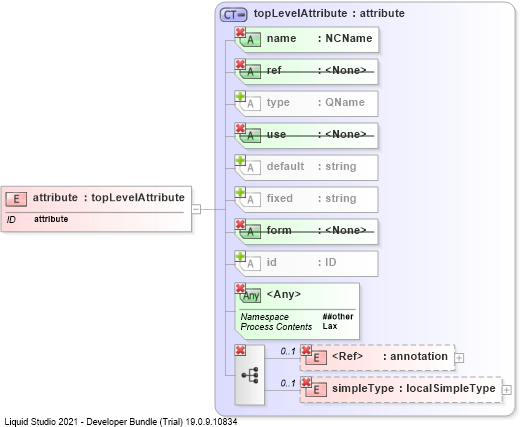 CT topLevelAttribute : attribute
A name : NCName
A ref : <None>
A type : QName
A use : <None>
A default : string
A fixed : string
E attribute : topLevelAttribute
ID attribute
A form : <None>
A id : ID
Any <Any>
Namespace ##other
Process Contents Lax
0..1 E <Ref> : annotation
0..1 E simpleType : localSimpleType
Liquid Studio 2021 - Developer Bundle (Trial) 19.0.9.10834